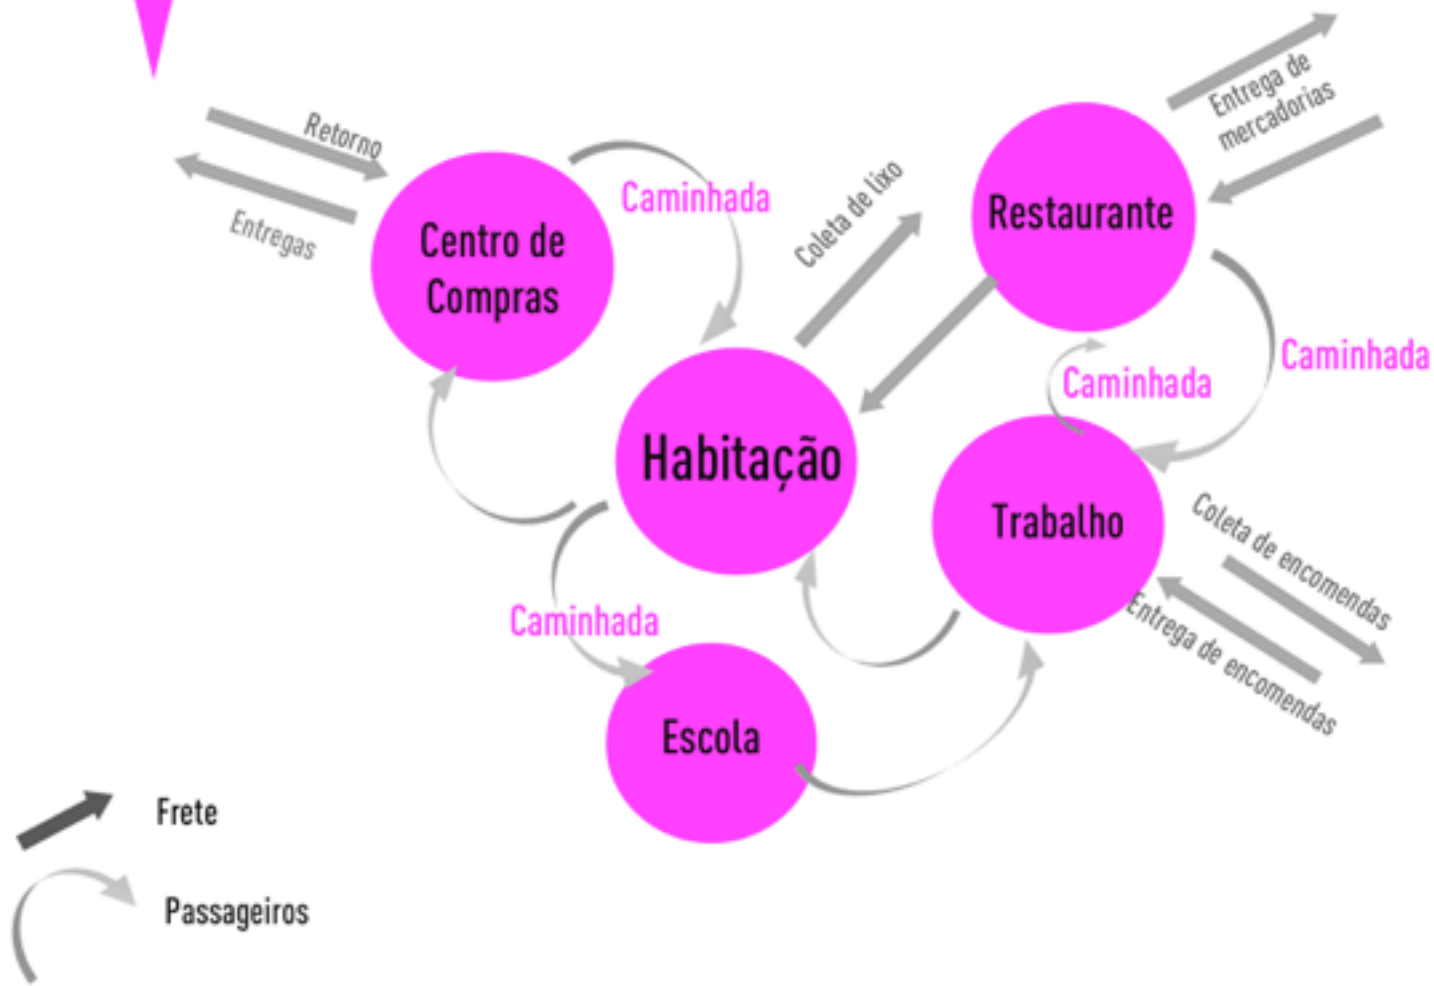 Retorno
Entregas
Centro de
Compras
Caminhada
Coleta de lixo
Restaurante
Entrega de
mercadorias
Caminhada
Caminhada
Habitação
Trabalho
Coleta de encomendas
Entrega de encomendas
Caminhada
Escola
Frete
Passageiros